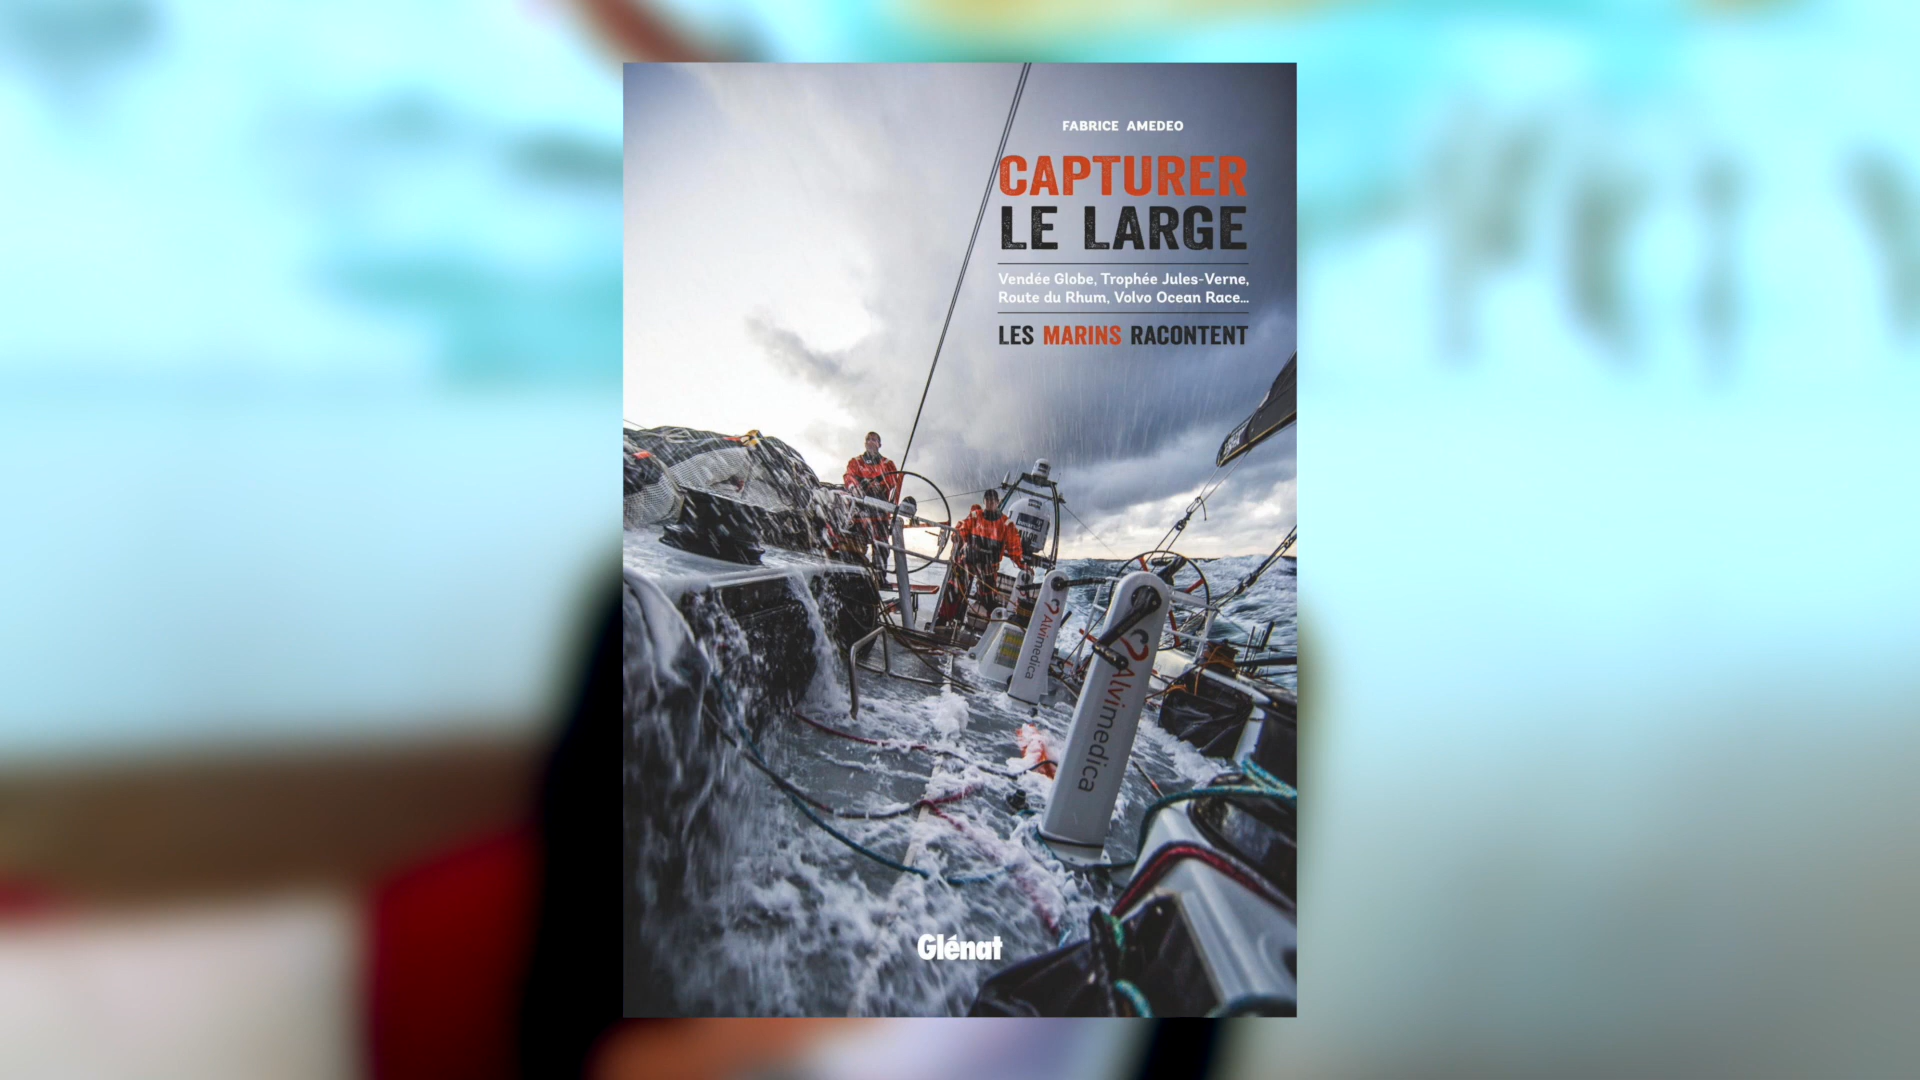 FABRICE AMEDEO
CAPTURER
LE LARGE
Vendée Globe, Trophée Jules-Verne,
Route du Rhum, Volvo Ocean Race...
LES MARINS RACONTENT
Alvimedica
Alvimedica
Glénat